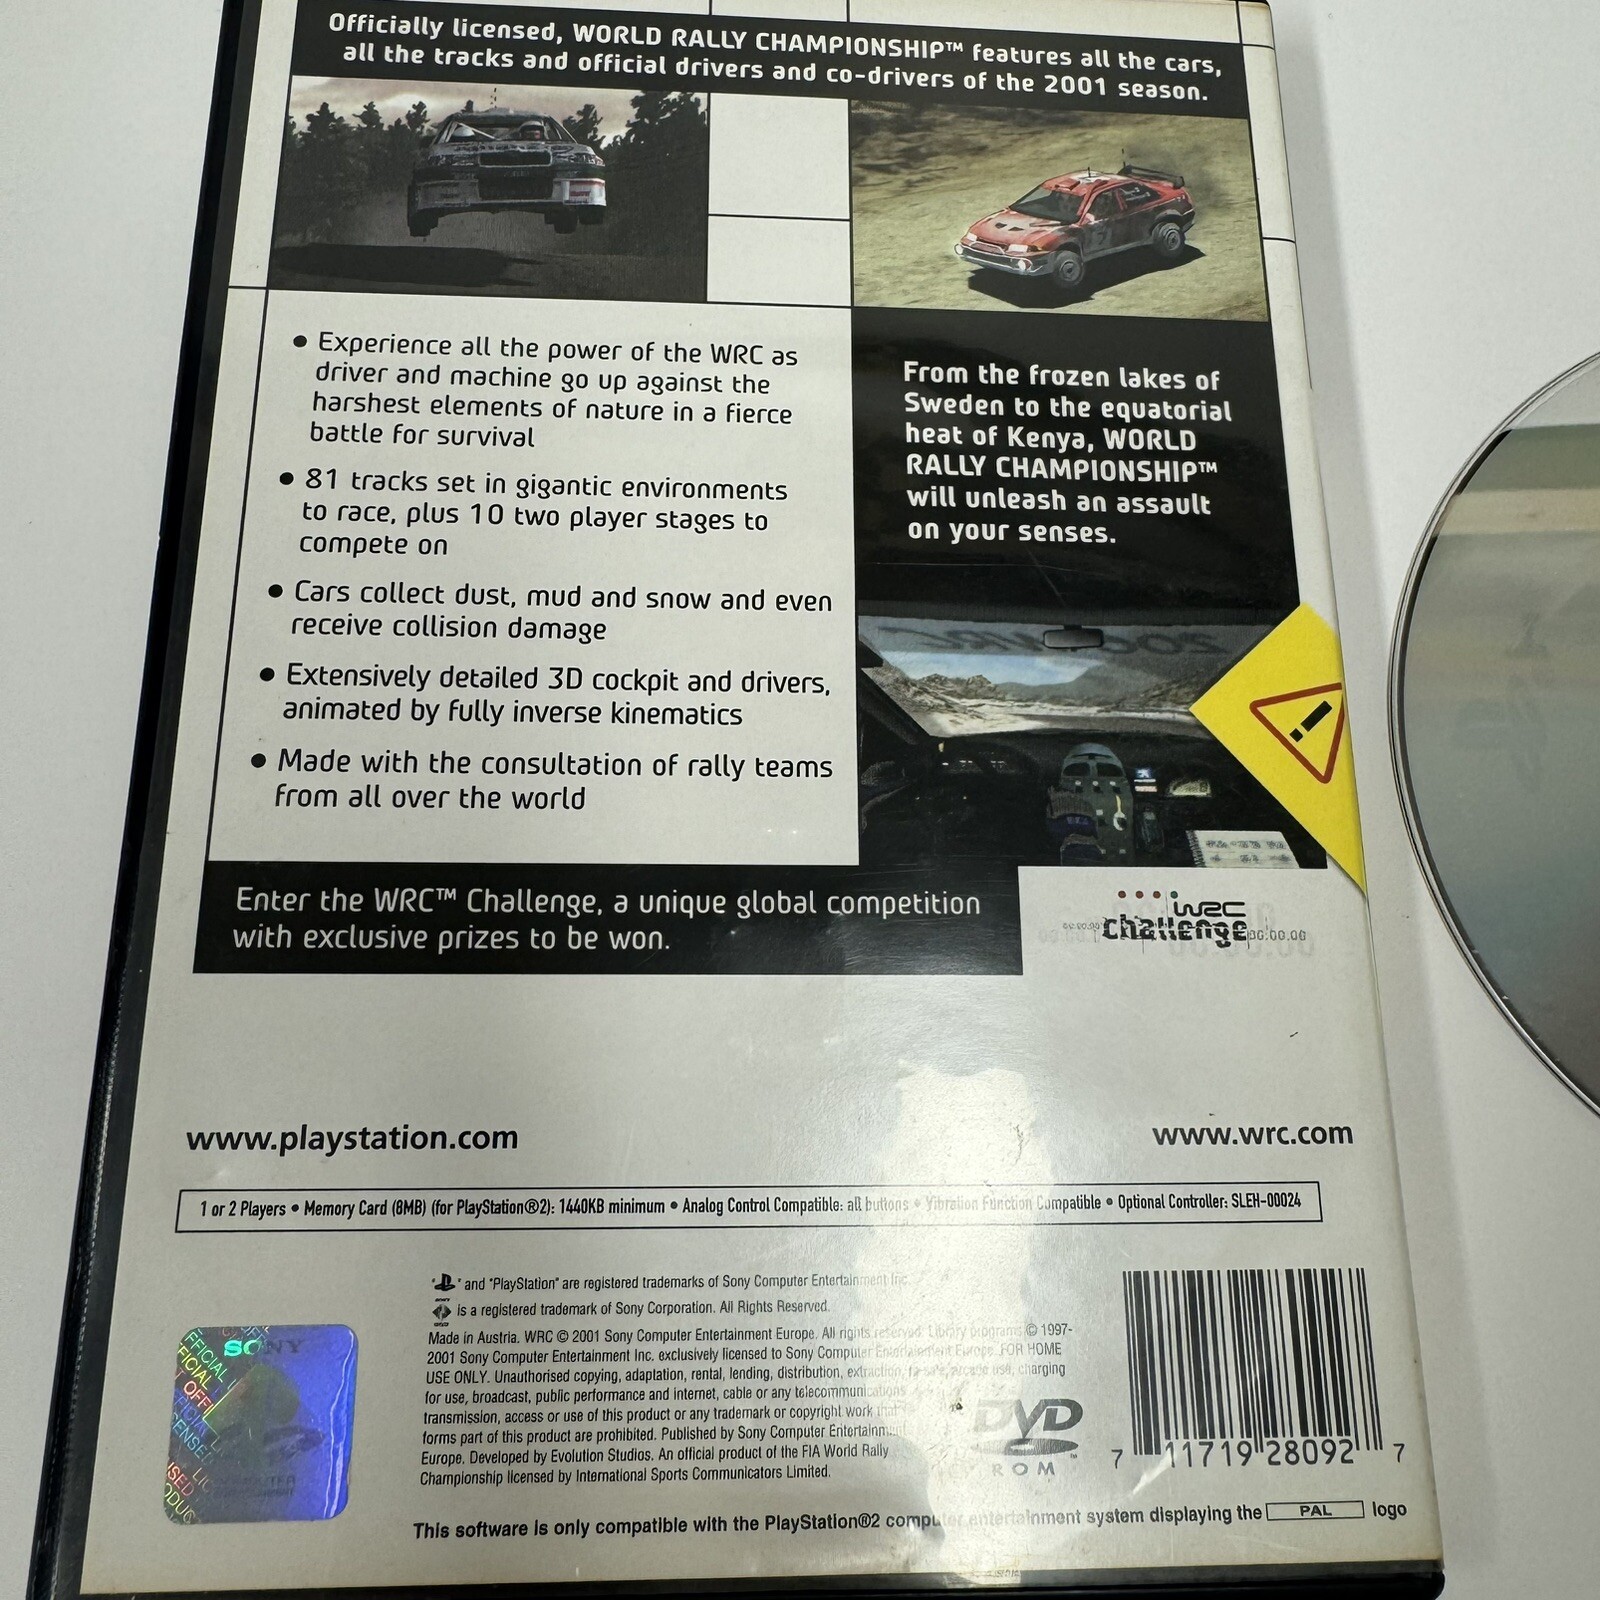 Officially licensed, WORLD RALLY CHAMPIONSHIP™ features all the cars,
all the tracks and official drivers and co-drivers of the 2001 season.
• Experience all the power of the WRC as
driver and machine go up against the
harshest elements of nature in a fierce
battle for survival
• 81 tracks set in gigantic environments
to race, plus 10 two player stages to
compete on
• Cars collect dust, mud and snow and even
receive collision damage
• Extensively detailed 3D cockpit and drivers,
animated by fully inverse kinematics
• Made with the consultation of rally teams
from all over the world
From the frozen lakes of
Sweden to the equatorial
heat of Kenya, WORLD
RALLY CHAMPIONSHIP™
will unleash an assault
on your senses.
Enter the WRC™ Challenge, a unique global competition
with exclusive prizes to be won.
WRC
challenge
00:00.00
www.playstation.com
www.wrc.com
1 or 2 Players • Memory Card (8MB) (for PlayStation®2): 1440KB minimum • Analog Control Compatible: all buttons • Vibration Function Compatible • Optional Controller: SLEH-00024
" " and "PlayStation" are registered trademarks of Sony Computer Entertainment Inc.
is a registered trademark of Sony Corporation. All Rights Reserved.
Made in Austria. WRC © 2001 Sony Computer Entertainment Europe. All rights reserved. Library programs © 1997-
2001 Sony Computer Entertainment Inc. exclusively licensed to Sony Computer Entertainment Europe. FOR HOME
USE ONLY. Unauthorised copying, adaptation, rental, lending, distribution, extraction, re-sale, arcade use, charging
for use, broadcast, public performance and internet, cable or any telecommunications
transmission, access or use of this product or any trademark or copyright work that
forms part of this product are prohibited. Published by Sony Computer Entertainment
Europe. Developed by Evolution Studios. An official product of the FIA World Rally
Championship licensed by International Sports Communicators Limited.
SONY
DVD
ROM
7 11719 28092 7
This software is only compatible with the PlayStation®2 computer entertainment system displaying the PAL logo